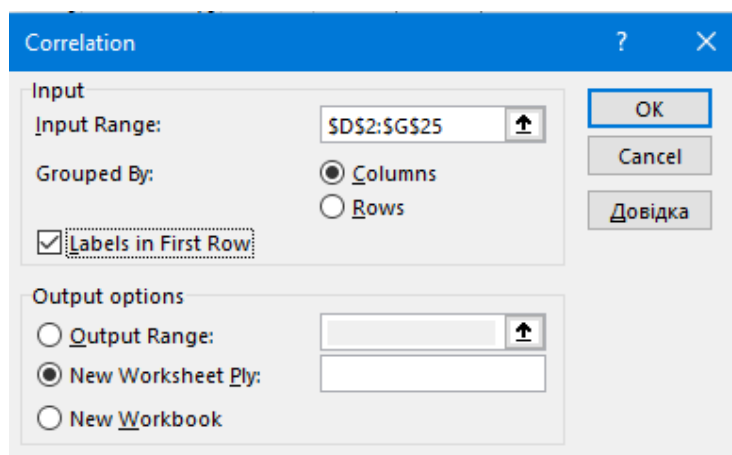 Correlation
Input
Input Range: $D$2:$G$25
Grouped By: Columns
Rows
Labels in First Row
OK
Cancel
Довідка
Output options
Output Range:
New Worksheet Ply:
New Workbook